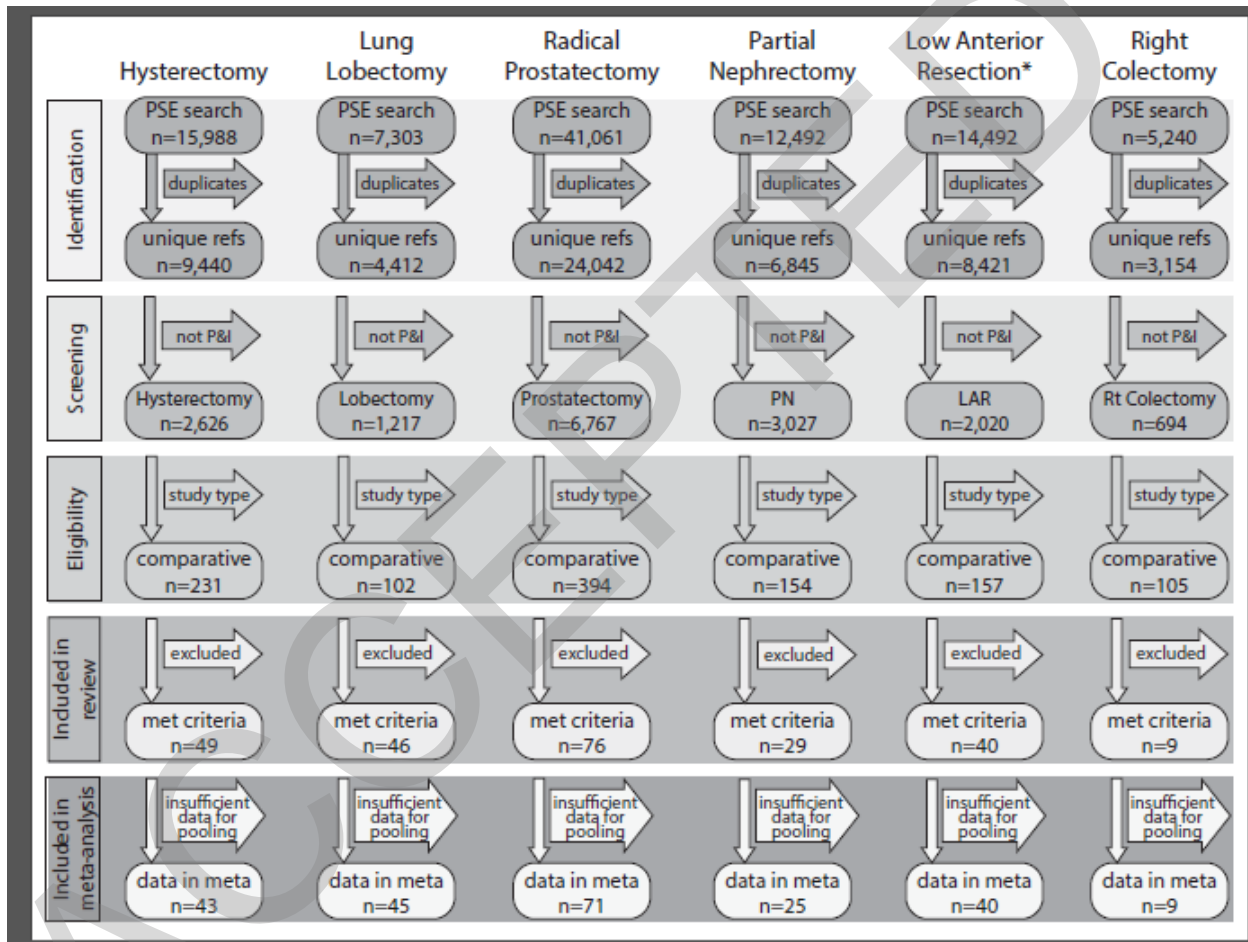 Hysterectomy
Lung
Lobectomy
Radical
Prostatectomy
Partial
Nephrectomy
Low Anterior
Resection*
Right
Colectomy
Identification
PSE search
n=15,988
PSE search
n=7,303
PSE search
n=41,061
PSE search
n=12,492
PSE search
n=14,492
PSE search
n=5,240
duplicates
duplicates
duplicates
duplicates
duplicates
duplicates
unique refs
n=9,440
unique refs
n=4,412
unique refs
n=24,042
unique refs
n=6,845
unique refs
n=8,421
unique refs
n=3,154
Screening
not P&I
not P&I
not P&I
not P&I
not P&I
not P&I
Hysterectomy
n=2,626
Lobectomy
n=1,217
Prostatectomy
n=6,767
PN
n=3,027
LAR
n=2,020
Rt Colectomy
n=694
Eligibility
study type
study type
study type
study type
study type
study type
comparative
n=231
comparative
n=102
comparative
n=394
comparative
n=154
comparative
n=157
comparative
n=105
Included in
review
excluded
excluded
excluded
excluded
excluded
excluded
met criteria
n=49
met criteria
n=46
met criteria
n=76
met criteria
n=29
met criteria
n=40
met criteria
n=9
Included in
meta-analysis
insufficient
data for
pooling
insufficient
data for
pooling
insufficient
data for
pooling
insufficient
data for
pooling
insufficient
data for
pooling
insufficient
data for
pooling
data in meta
n=43
data in meta
n=45
data in meta
n=71
data in meta
n=25
data in meta
n=40
data in meta
n=9
ACCEPTED